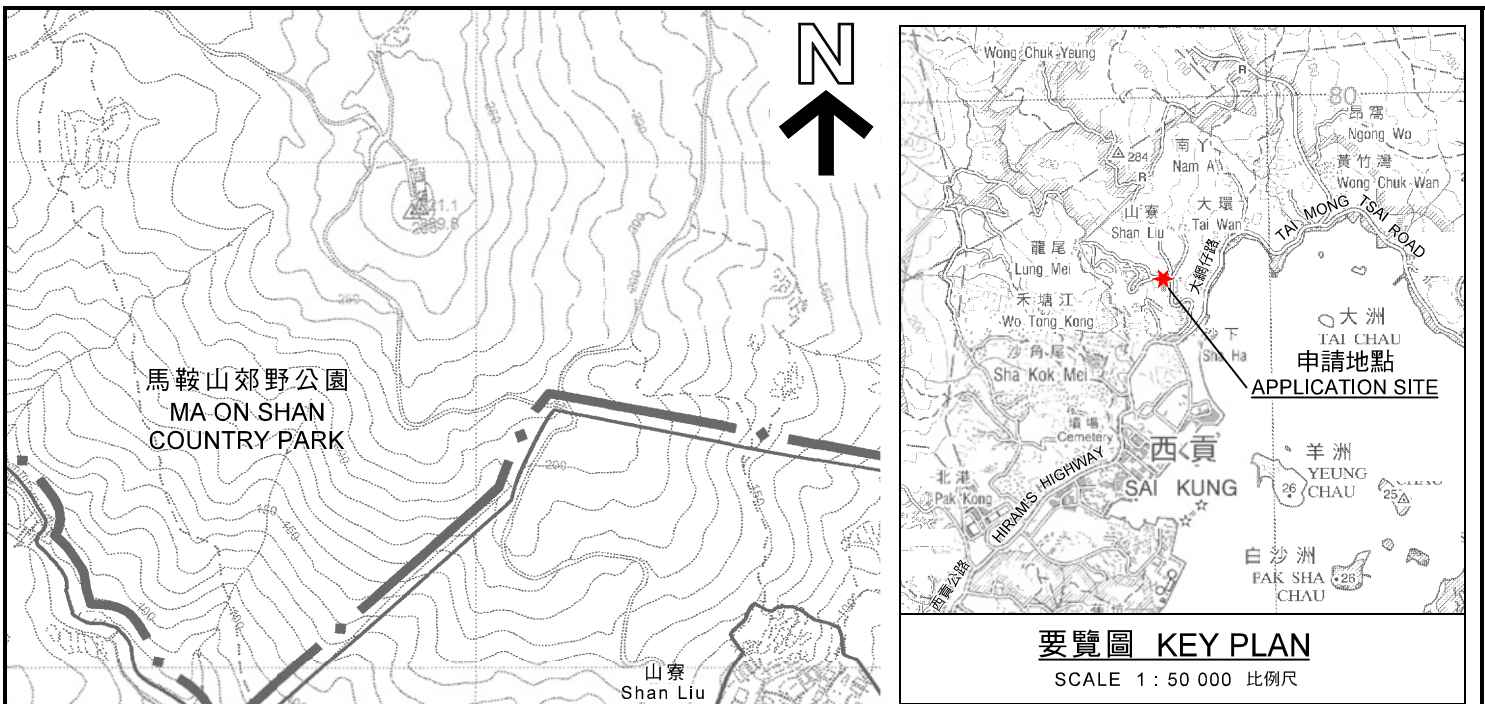 N
馬鞍山郊野公園
MA ON SHAN
COUNTRY PARK
200
山寮
Shan Liu
Wong Chuk Yeung
R
80
昂窩
Ngong Wo
284
R
南丫
Nam A
黃竹灣
Wong Chuk Wan
山寮
Shan Liu
大環
Tai Wan
TAI MONG TSAI ROAD
大網仔路
龍尾
Lung Mei
禾塘江
Wo Tong Kong
大洲
TAI CHAU
沙下
Sha Ha
申請地點
APPLICATION SITE
沙角尾
Sha Kok Mei
墳場
Cemetery
西貢
SAI KUNG
HIRAM'S HIGHWAY
北港
Pak Kong
羊洲
YEUNG
CHAU
26
CHAU
25
白沙洲
PAK SHA
CHAU
26
西貢公路
要覽圖 KEY PLAN
SCALE 1 : 50 000 比例尺